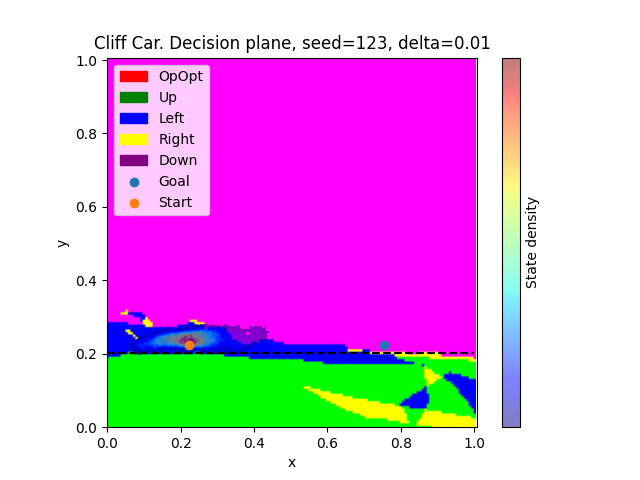 Cliff Car. Decision plane, seed=123, delta=0.01
1.0
0.8
0.6
0.4
0.2
0.0
y
OpOpt
Up
Left
Right
Down
Goal
Start
State density
0.0 0.2 0.4 0.6 0.8 1.0
x